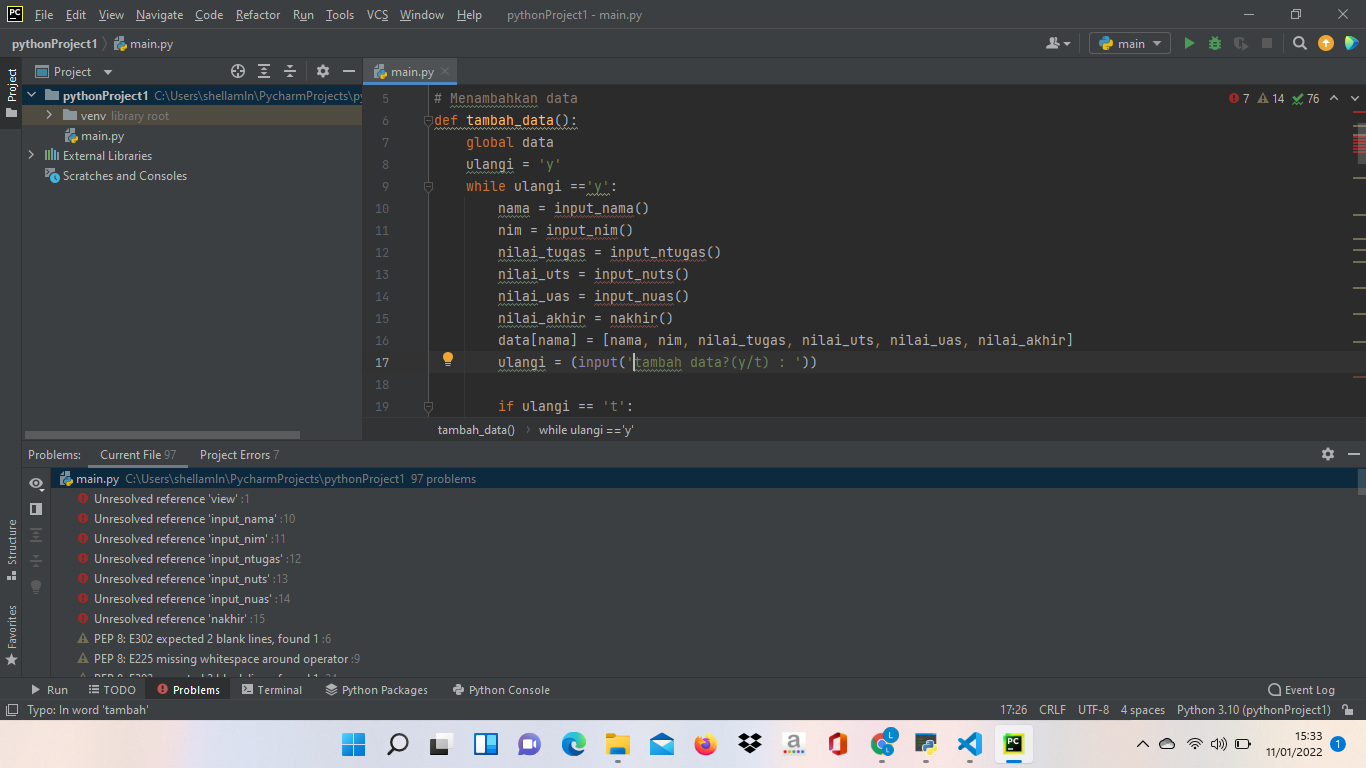 PC File Edit View Navigate Code Refactor Run Tools VCS Window Help pythonProject1 - main.py
pythonProject1 main.py main
Project main.py
pythonProject1 C:\Users\shellamln\PycharmProjects\py
venv library root
main.py
External Libraries
Scratches and Consoles
Project
7 14 76
5 # Menambahkan data
6 def tambah_data():
7 global data
8 ulangi = 'y'
9 while ulangi =='y':
10 nama = input_nama()
11 nim = input_nim()
12 nilai_tugas = input_ntugas()
13 nilai_uts = input_nuts()
14 nilai_uas = input_nuas()
15 nilai_akhir = nakhir()
16 data[nama] = [nama, nim, nilai_tugas, nilai_uts, nilai_uas, nilai_akhir]
17 ulangi = (input('tambah data?(y/t) : '))
18
19 if ulangi == 't':
tambah_data() while ulangi =='y'
Problems: Current File 97 Project Errors 7
main.py C:\Users\shellamln\PycharmProjects\pythonProject1 97 problems
Unresolved reference 'view' :1
Unresolved reference 'input_nama' :10
Unresolved reference 'input_nim' :11
Unresolved reference 'input_ntugas' :12
Unresolved reference 'input_nuts' :13
Unresolved reference 'input_nuas' :14
Unresolved reference 'nakhir' :15
PEP 8: E302 expected 2 blank lines, found 1 :6
PEP 8: E225 missing whitespace around operator :9
Structure
Favorites
Run TODO Problems Terminal Python Packages Python Console Event Log
Typo: In word 'tambah' 17:26 CRLF UTF-8 4 spaces Python 3.10 (pythonProject1)
a L L PC
15:33
11/01/2022 1